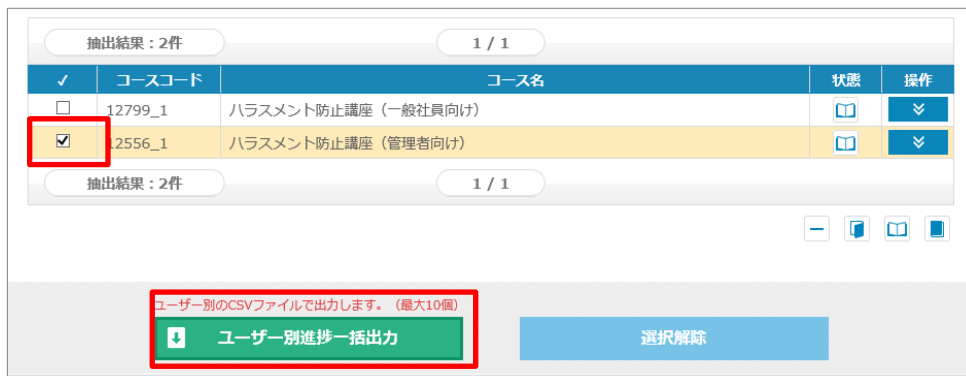 抽出結果：2件 1 / 1
✓ コースコード コース名 状態 操作
12799_1 ハラスメント防止講座（一般社員向け）
12556_1 ハラスメント防止講座（管理者向け）
抽出結果：2件 1 / 1
ユーザー別のCSVファイルで出力します。（最大10個）
ユーザー別進捗一括出力 選択解除